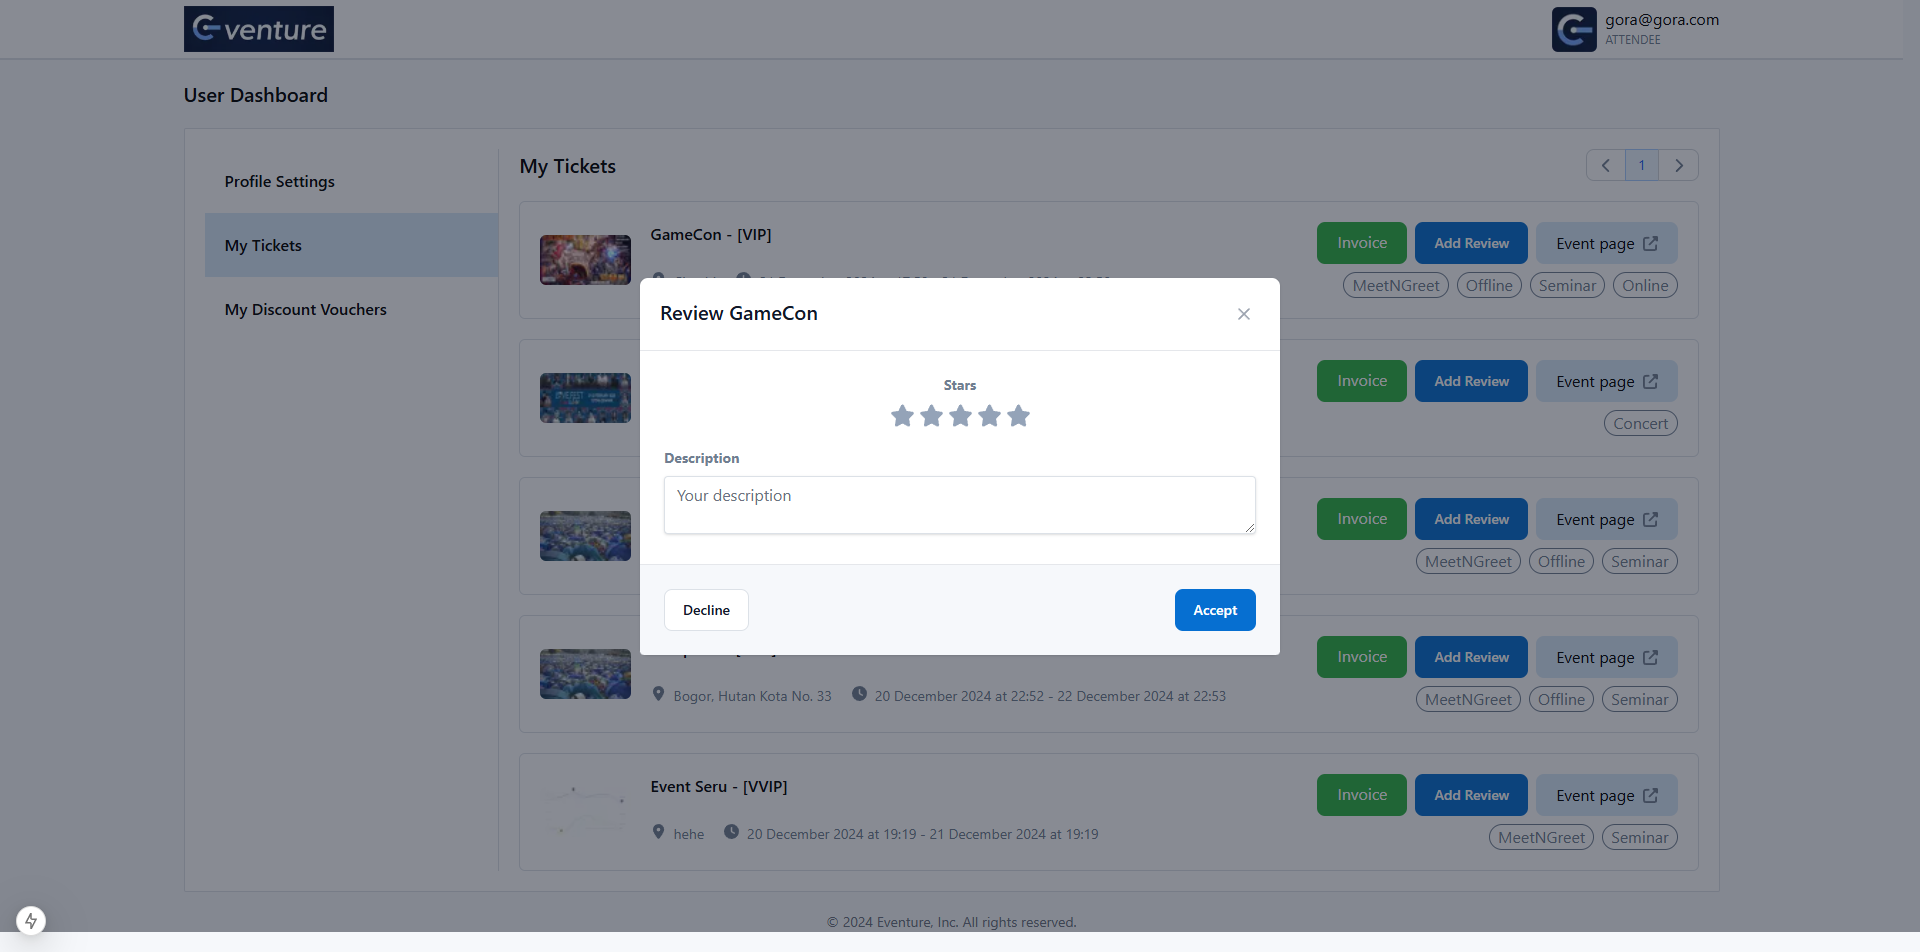 Eventure
gora@gora.com
ATTENDEE
User Dashboard
Profile Settings
My Tickets
My Discount Vouchers
My Tickets
1
GameCon - [VIP]
Invoice
Add Review
Event page
MeetNGreet
Offline
Seminar
Online
Invoice
Add Review
Event page
Concert
Invoice
Add Review
Event page
MeetNGreet
Offline
Seminar
Review GameCon
Stars
Description
Your description
Decline
Accept
Bogor, Hutan Kota No. 33
20 December 2024 at 22:52 - 22 December 2024 at 22:53
Invoice
Add Review
Event page
MeetNGreet
Offline
Seminar
Event Seru - [VVIP]
hehe
20 December 2024 at 19:19 - 21 December 2024 at 19:19
Invoice
Add Review
Event page
MeetNGreet
Seminar
© 2024 Eventure, Inc. All rights reserved.